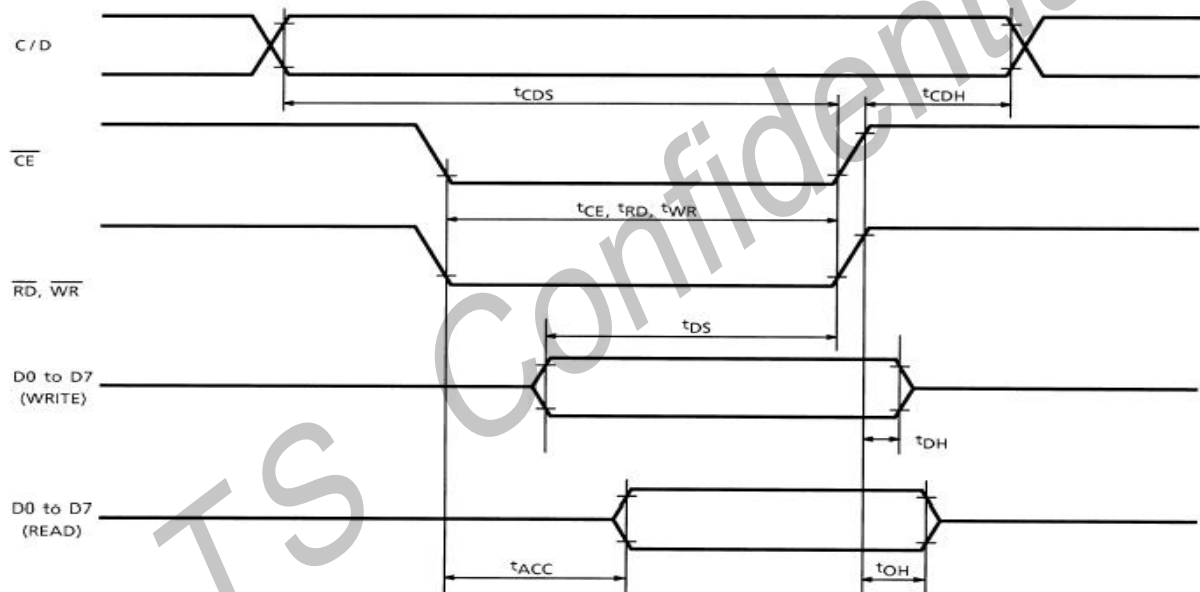 C/D
tCDS
tCDH
CE
tCE, tRD, tWR
RD, WR
tDS
D0 to D7
(WRITE)
tDH
D0 to D7
(READ)
tACC
tOH
TS Confidenti